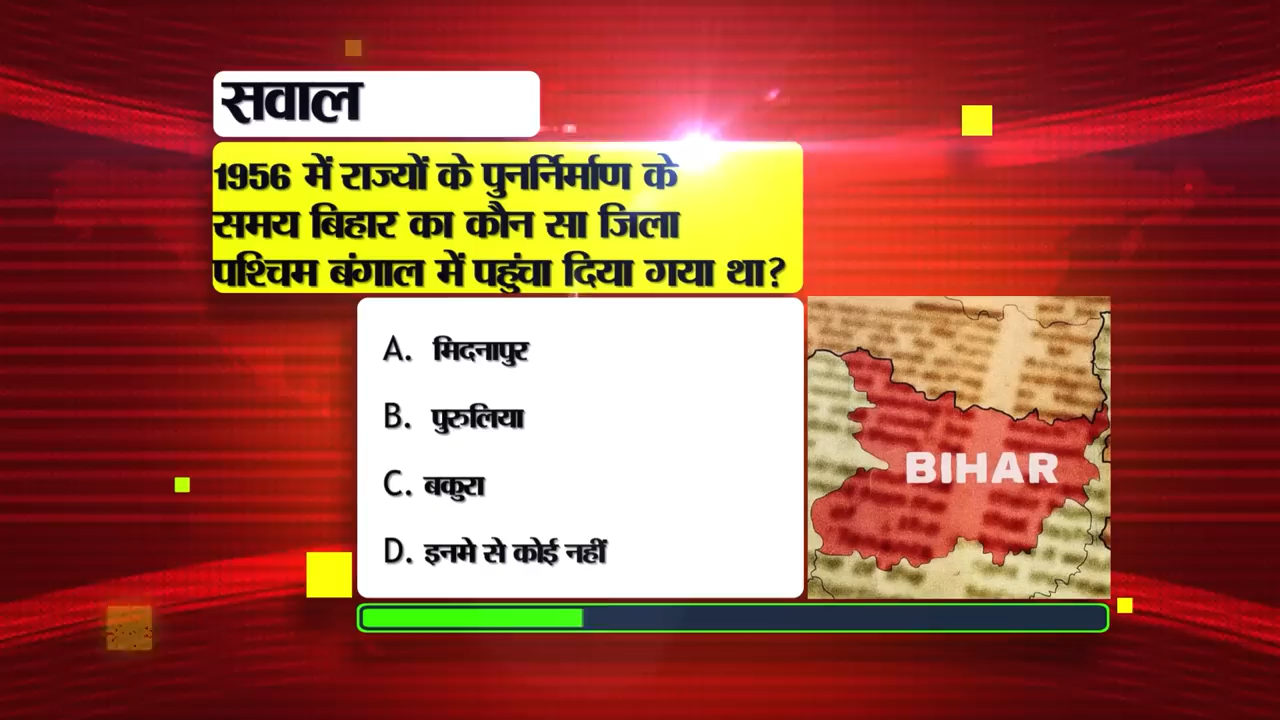 सवाल
1956 में राज्यों के पुनर्निर्माण के
समय बिहार का कौन सा जिला
पश्चिम बंगाल में पहुंचा दिया गया था?
A. मिदनापुर
B. पुरुलिया
C. बकुरा
D. इनमे से कोई नहीं
BIHAR